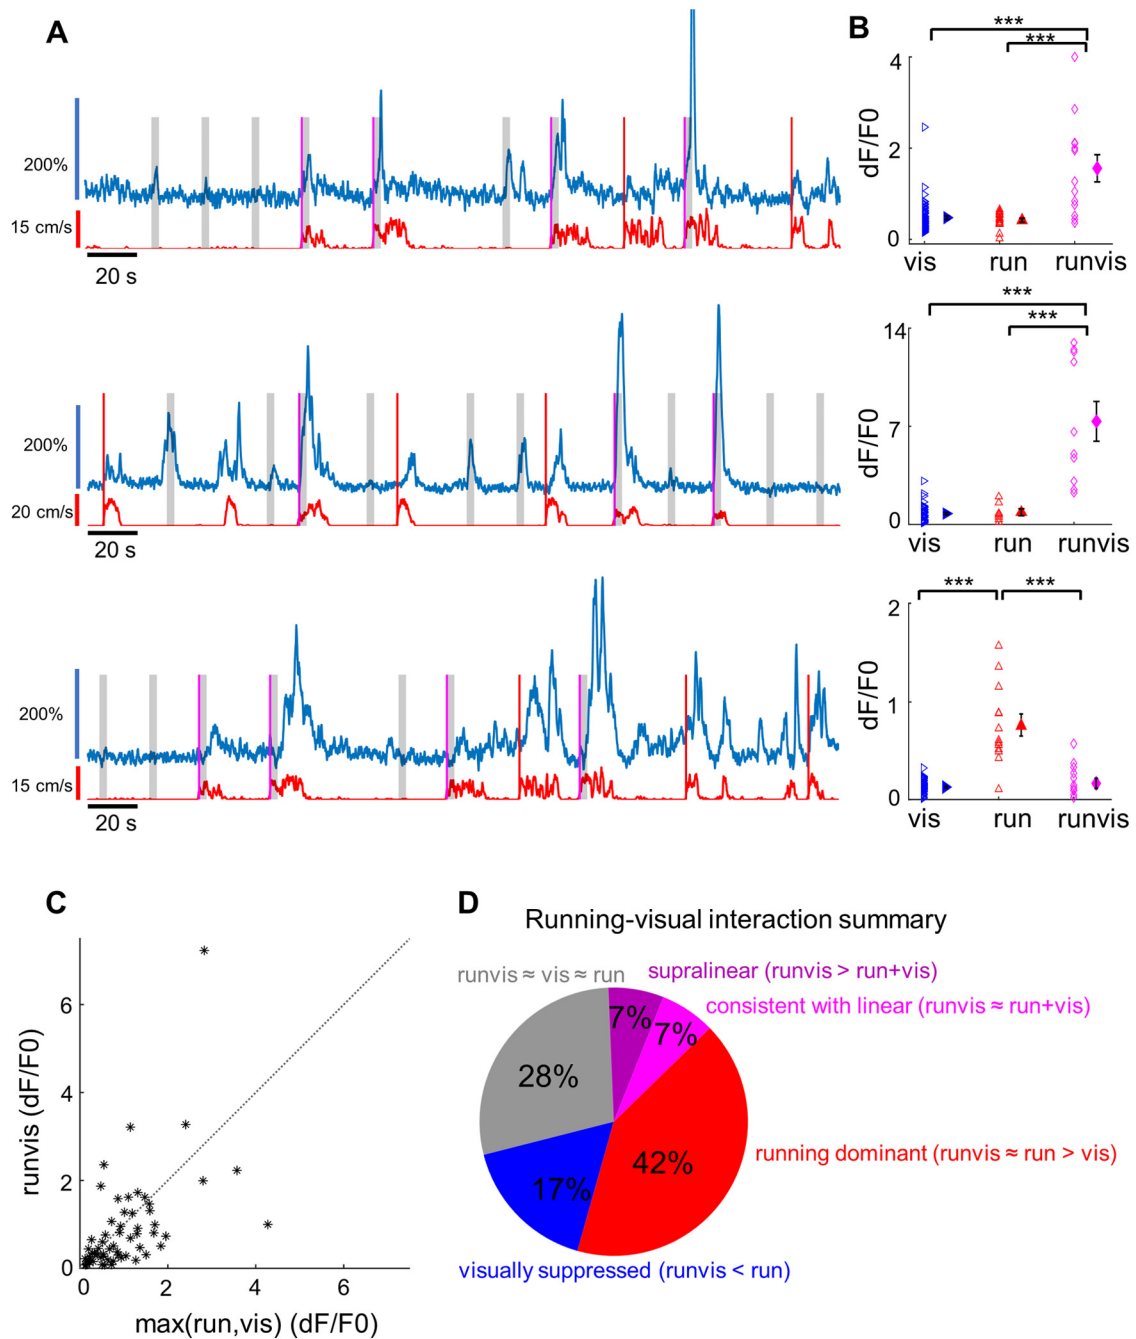 A
200%
15 cm/s
20 s
200%
20 cm/s
20 s
200%
15 cm/s
20 s
B
***
***
4
2
0
dF/F0
vis run runvis
***
***
14
7
0
dF/F0
vis run runvis
*** ***
2
1
0
dF/F0
vis run runvis
C
6
4
2
0
runvis (dF/F0)
0 2 4 6
max(run,vis) (dF/F0)
D
Running-visual interaction summary
runvis ≈ vis ≈ run
supralinear (runvis > run+vis)
consistent with linear (runvis ≈ run+vis)
7%
7%
28%
42%
17%
running dominant (runvis ≈ run > vis)
visually suppressed (runvis < run)